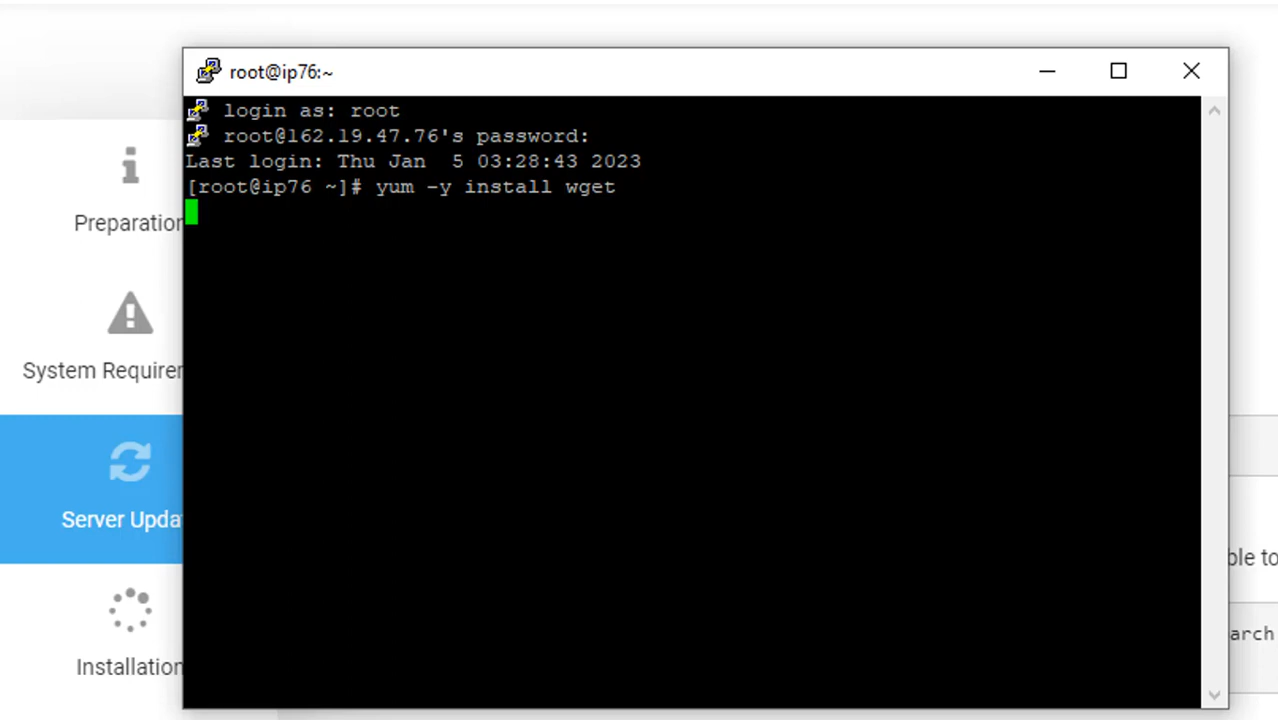 root@ip76:~
login as: root
root@162.19.47.76's password:
Last login: Thu Jan  5 03:28:43 2023
[root@ip76 ~]# yum -y install wget
Preparation
System Requirer
Server Upda
Installation
ble to
arch